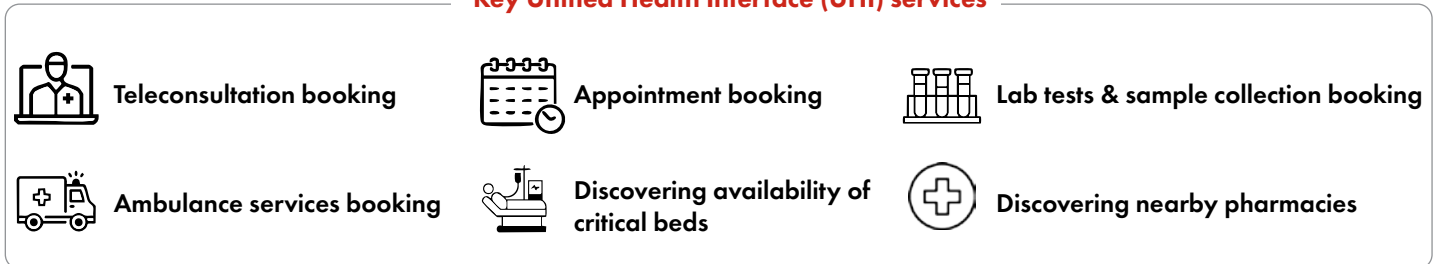 Key Unified Health Interface (UHI) services
Teleconsultation booking
Appointment booking
Lab tests & sample collection booking
Ambulance services booking
Discovering availability of
critical beds
Discovering nearby pharmacies